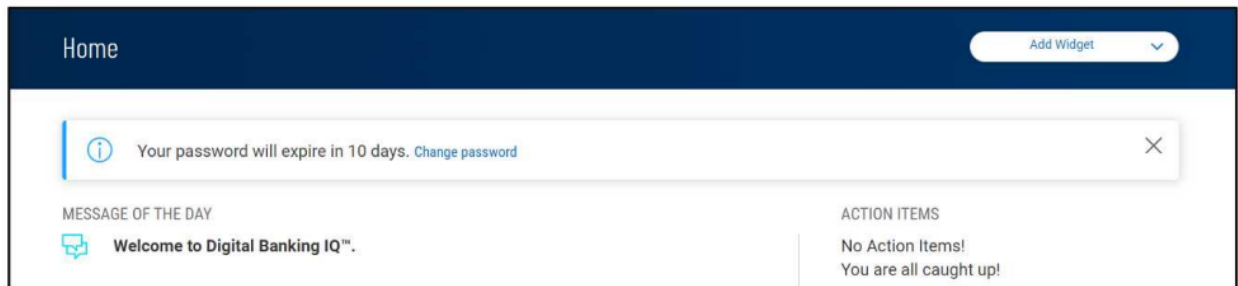 Home
Add Widget
Your password will expire in 10 days. Change password
MESSAGE OF THE DAY
Welcome to Digital Banking IQ™.
ACTION ITEMS
No Action Items!
You are all caught up!